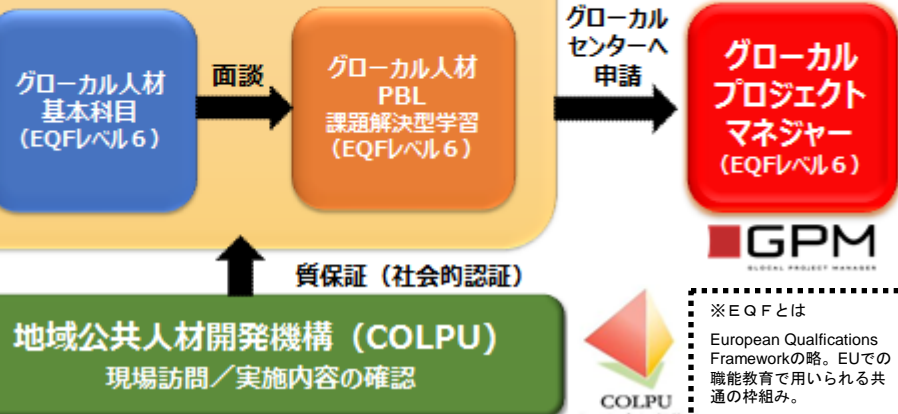 グローカル人材
基本科目
（EQFレベル６）
面談
グローカル人材
PBL
課題解決型学習
（EQFレベル６）
グローカル
センターへ
申請
グローカル
プロジェクト
マネジャー
（EQFレベル６）
GPM
GLOCAL PROJECT MANAGER
質保証（社会的認証）
地域公共人材開発機構（COLPU）
現場訪問／実施内容の確認
COLPU
※ＥＱＦとは
European Qualfications
Frameworkの略。EUでの
職能教育で用いられる共
通の枠組み。